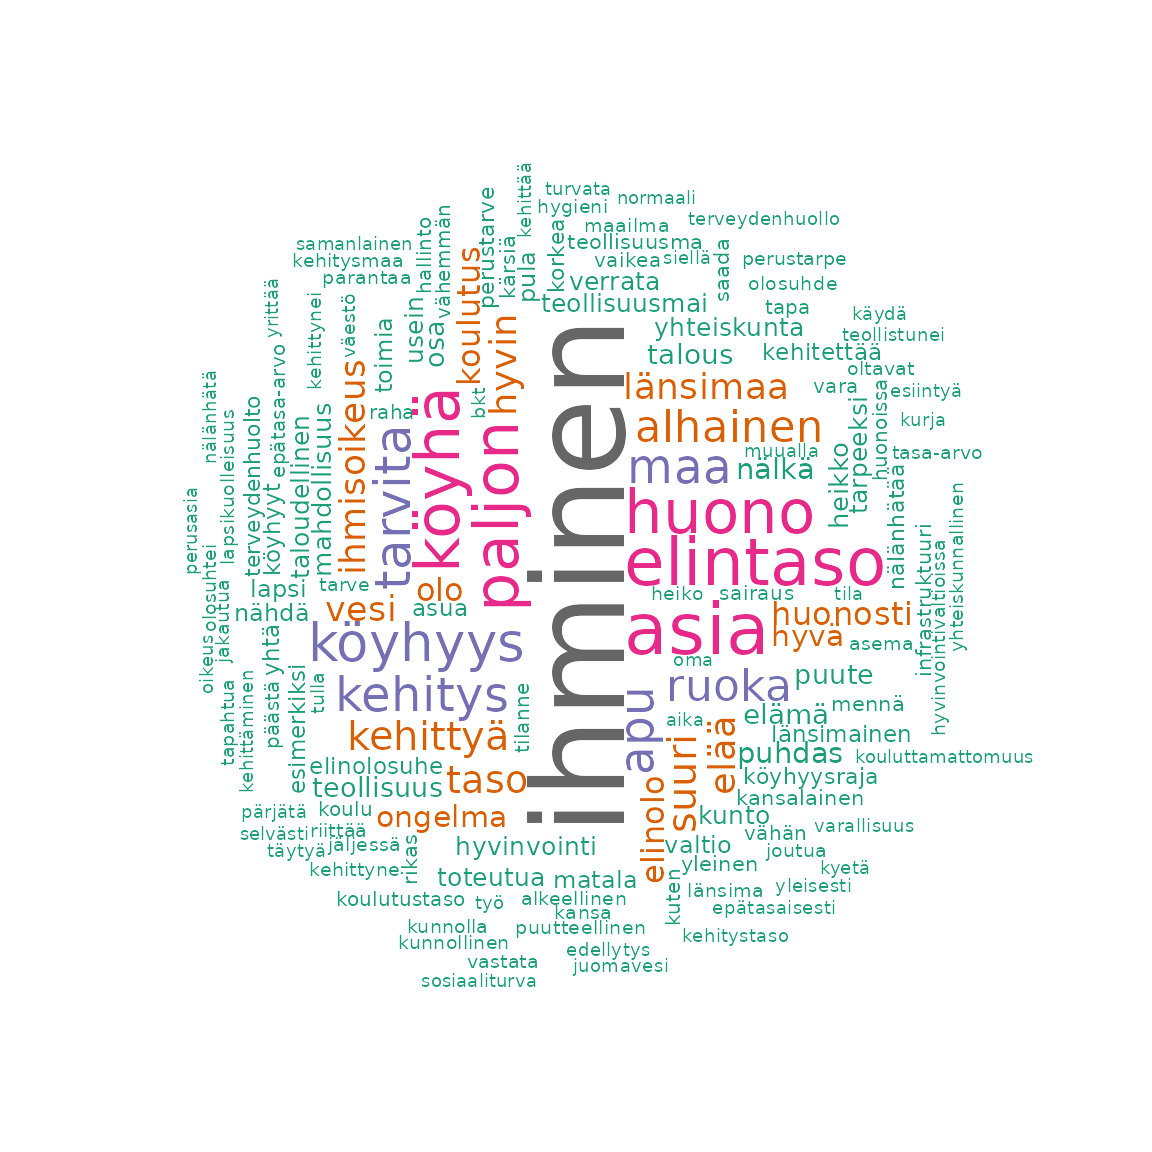 kehittää
turvata
hygieni
normaali
maailma
terveydenhuollo
teollisuusma
samanlainen
kehitysmaa
parantaa
hallinto
vähemmän
perustarve
kärsiä
pula
korkea
vaikea
siellä
saada
perustarpe
verrata
olosuhde
teollisuusmai
tapa
käydä
yhteiskunta
teollistunei
talous
kehitettää
oltavat
yrittää
kehittynei
väestö
toimia
usein
osa
koulutus
hyvin
länsimaa
vara
esiintyä
raha
bkt
alhainen
kurja
nälänhätä
lapsikuolleisuus
terveydenhuolto
epätasa-arvo
köyhyyt
taloudellinen
mahdollisuus
ihmisoikeus
tarvita
köyhä
paljon
ihminen
maa
muualla
nälkä
heikko
tarpeeksi
huonoissa
tasa-arvo
nälänhätää
huono
elintaso
perusasia
olosuhtei
jakautua
lapsi
tarve
olo
heiko
sairaus
tila
infrastruktuuri
hyvinvointivaltioissa
yhteiskunnallinen
nähdä
vesi
asua
asia
huonosti
hyvä
asema
oikeus
yhtä
köyhyys
oma
puute
tapahtua
kehittäminen
päästä
esimerkiksi
tulla
kehitys
tilanne
apu
ruoka
mennä
aika
elämä
kehittyä
suuri
elää
länsimainen
puhdas
kouluttamattomuus
elinolosuhe
teollisuus
taso
elinolo
köyhyysraja
kansalainen
pärjätä
koulu
ongelma
kunto
varallisuus
selvästi
riittää
vähän
täytyä
jäljessä
rikas
hyvinvointi
valtio
joutua
kehittyne
yleinen
kyetä
toteutua
matala
kuten
länsima
yleisesti
koulutustaso
työ
alkeellinen
kansa
epätasaisesti
kunnolla
puutteellinen
kehitystaso
kunnollinen
edellytys
vastata
juomavesi
sosiaaliturva